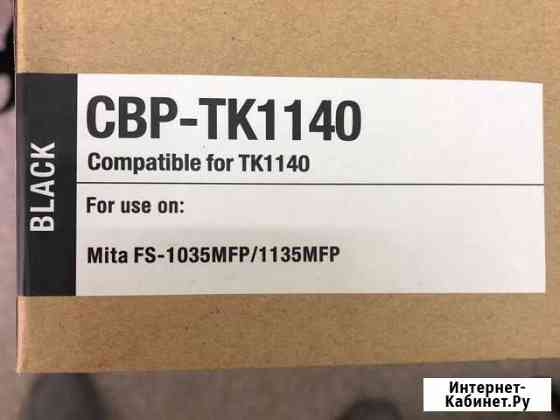 BLACK
CBP-TK1140
Compatible for TK1140
For use on:
Mita FS-1035MFP/1135MFP
Интернет-
Кабинет.Ру